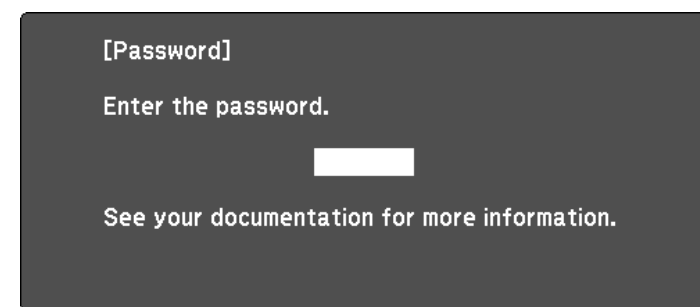 [Password]
Enter the password.
See your documentation for more information.